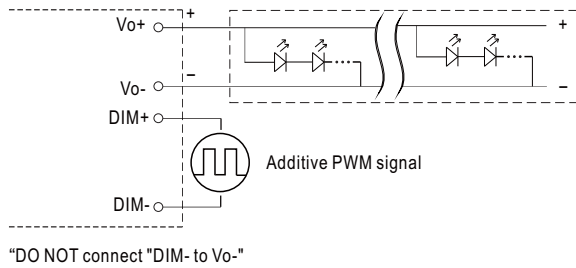 Vo+
+
+
Vo-
−
−
DIM+
Additive PWM signal
DIM-
“DO NOT connect "DIM- to Vo-"